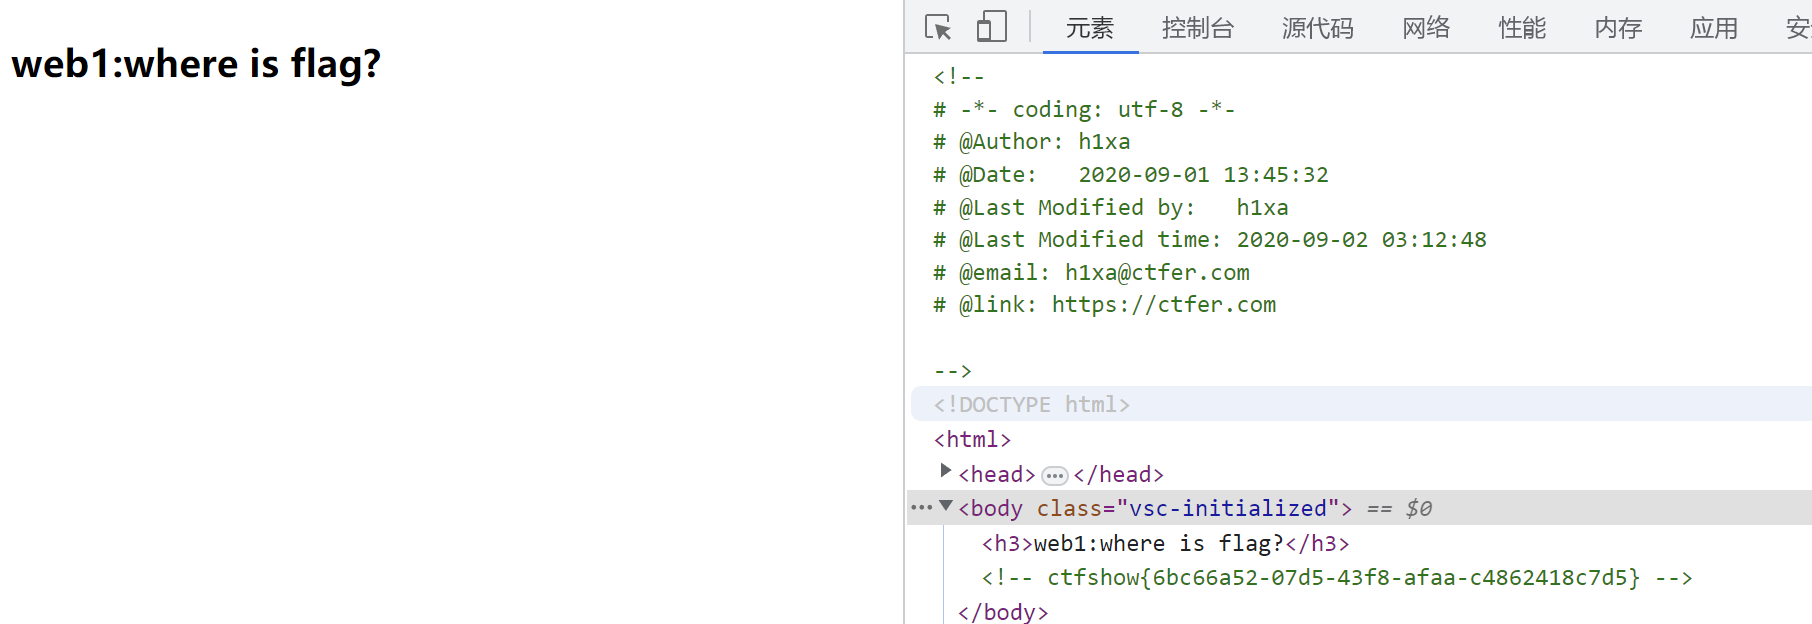 web1:where is flag?
元素 控制台 源代码 网络 性能 内存 应用
<!--
# -*- coding: utf-8 -*-
# @Author: h1xa
# @Date:   2020-09-01 13:45:32
# @Last Modified by:   h1xa
# @Last Modified time: 2020-09-02 03:12:48
# @email: h1xa@ctfer.com
# @link: https://ctfer.com
-->
<!DOCTYPE html>
<html>
<head>…</head>
<body class="vsc-initialized"> == $0
<h3>web1:where is flag?</h3>
<!-- ctfshow{6bc66a52-07d5-43f8-afaa-c4862418c7d5} -->
</body>